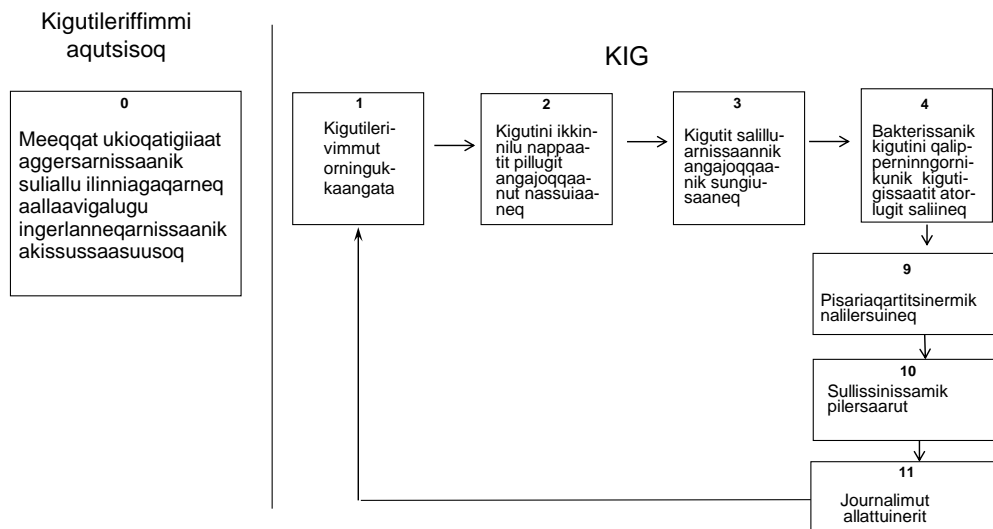 Kigutileriffimmi
aqutsisoq
KIG
0
Meeqqat ukioqatigiiaat
aggersarnissaanik
suliallu ilinniagaqarneq
aallaavigalugu
ingerlanneqarnissaanik
akissussaasuusoq
1
Kigutileri-
vimmut
orninguk-
kaangata
2
Kigutini ikkin-
nilu nappaa-
tit pillugit
angajoqqaa-
nut nassuiaa-
neq
3
Kigutit salillu-
arnissaannik
angajoqqaa-
anik sungiu-
saaneq
4
Bakterissanik
kigutini qalip-
perninngorni-
kunik kiguti-
gissaatit ator-
lugit saliineq
9
Pisariaqartitsinermik
nalilersuineq
10
Sullissinissamik
pilersaarut
11
Journalimut
allattuinerit